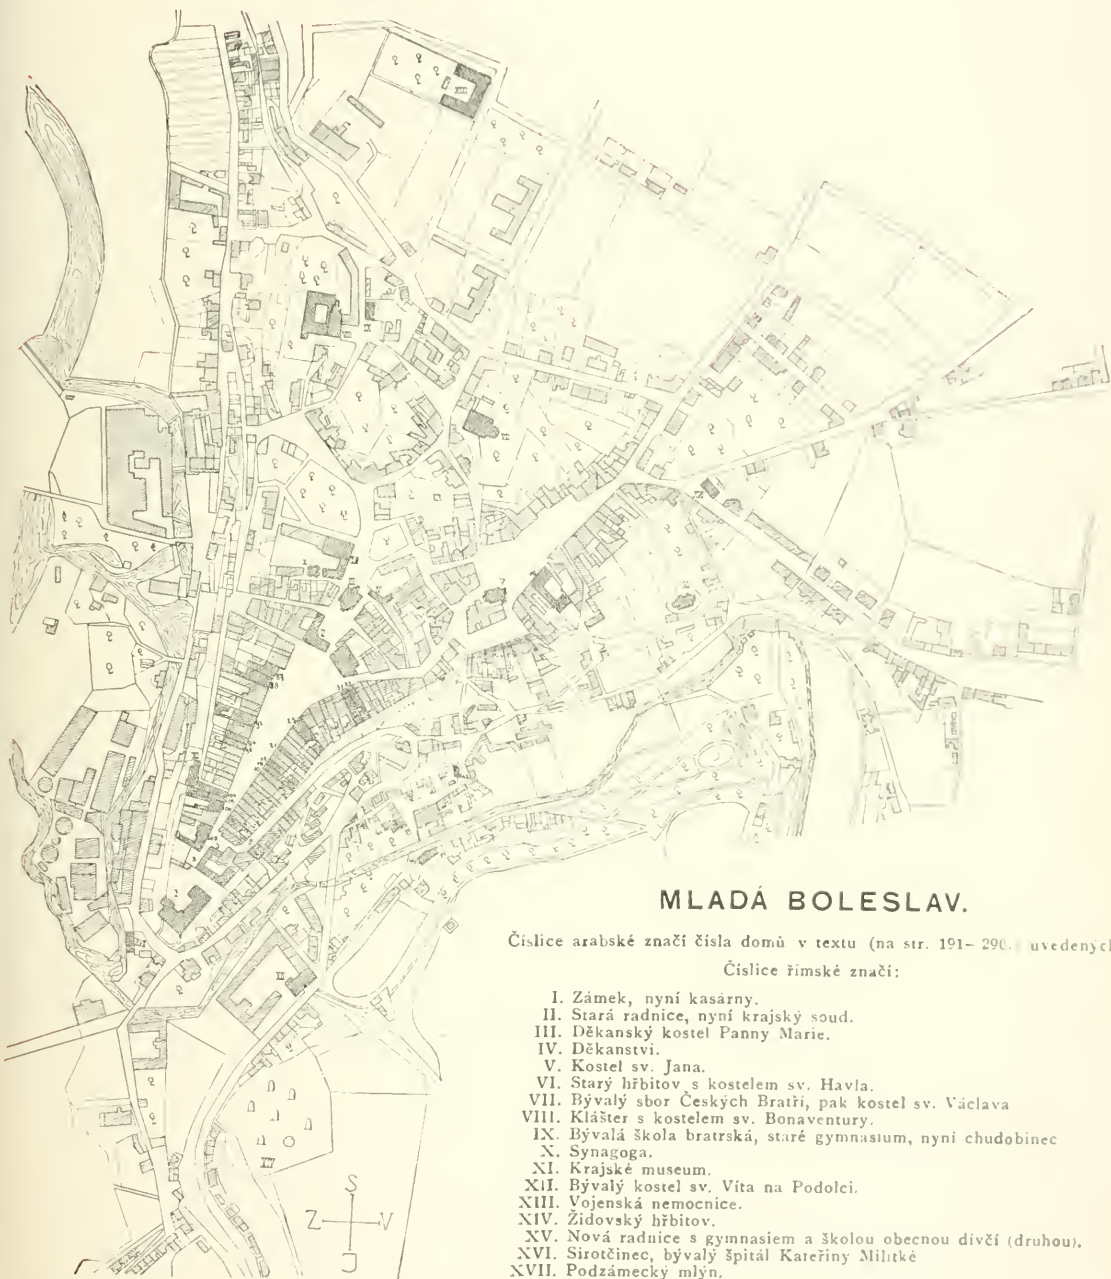 MLADÁ BOLESLAV.
Číslice arabské značí čísla domů v textu (na str. 191– 290. uvedených
Číslice římské značí:
I. Zámek, nyní kasárny.
II. Stará radnice, nyní krajský soud.
III. Děkanský kostel Panny Marie.
IV. Děkanství.
V. Kostel sv. Jana.
VI. Starý hřbitov s kostelem sv. Havla.
VII. Bývalý sbor Českých Bratří, pak kostel sv. Václava
VIII. Klášter s kostelem sv. Bonaventury.
IX. Bývalá škola bratrská, staré gymnasium, nyní chudobinec
X. Synagoga.
XI. Krajské museum.
XII. Bývalý kostel sv. Víta na Podolci.
XIII. Vojenská nemocnice.
XIV. Židovský hřbitov.
XV. Nová radnice s gymnasiem a školou obecnou dívčí (druhou).
XVI. Sirotčinec, bývalý špitál Kateřiny Militké
XVII. Podzámecký mlýn.
S
Z V
J
XIV